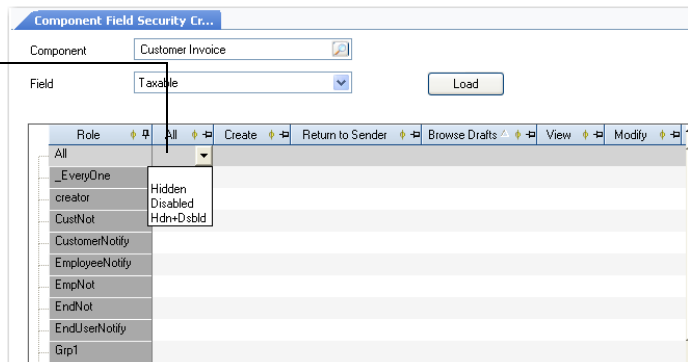 Component Field Security Cr...
Component Customer Invoice
Field Taxable Load
Role All Create Return to Sender Browse Drafts View Modify
All
_EveryOne
Hidden
creator
Disabled
CustNot
Hdn+Dsbld
CustomerNotify
EmployeeNotify
EmpNot
EndNot
EndUserNotify
Grp1